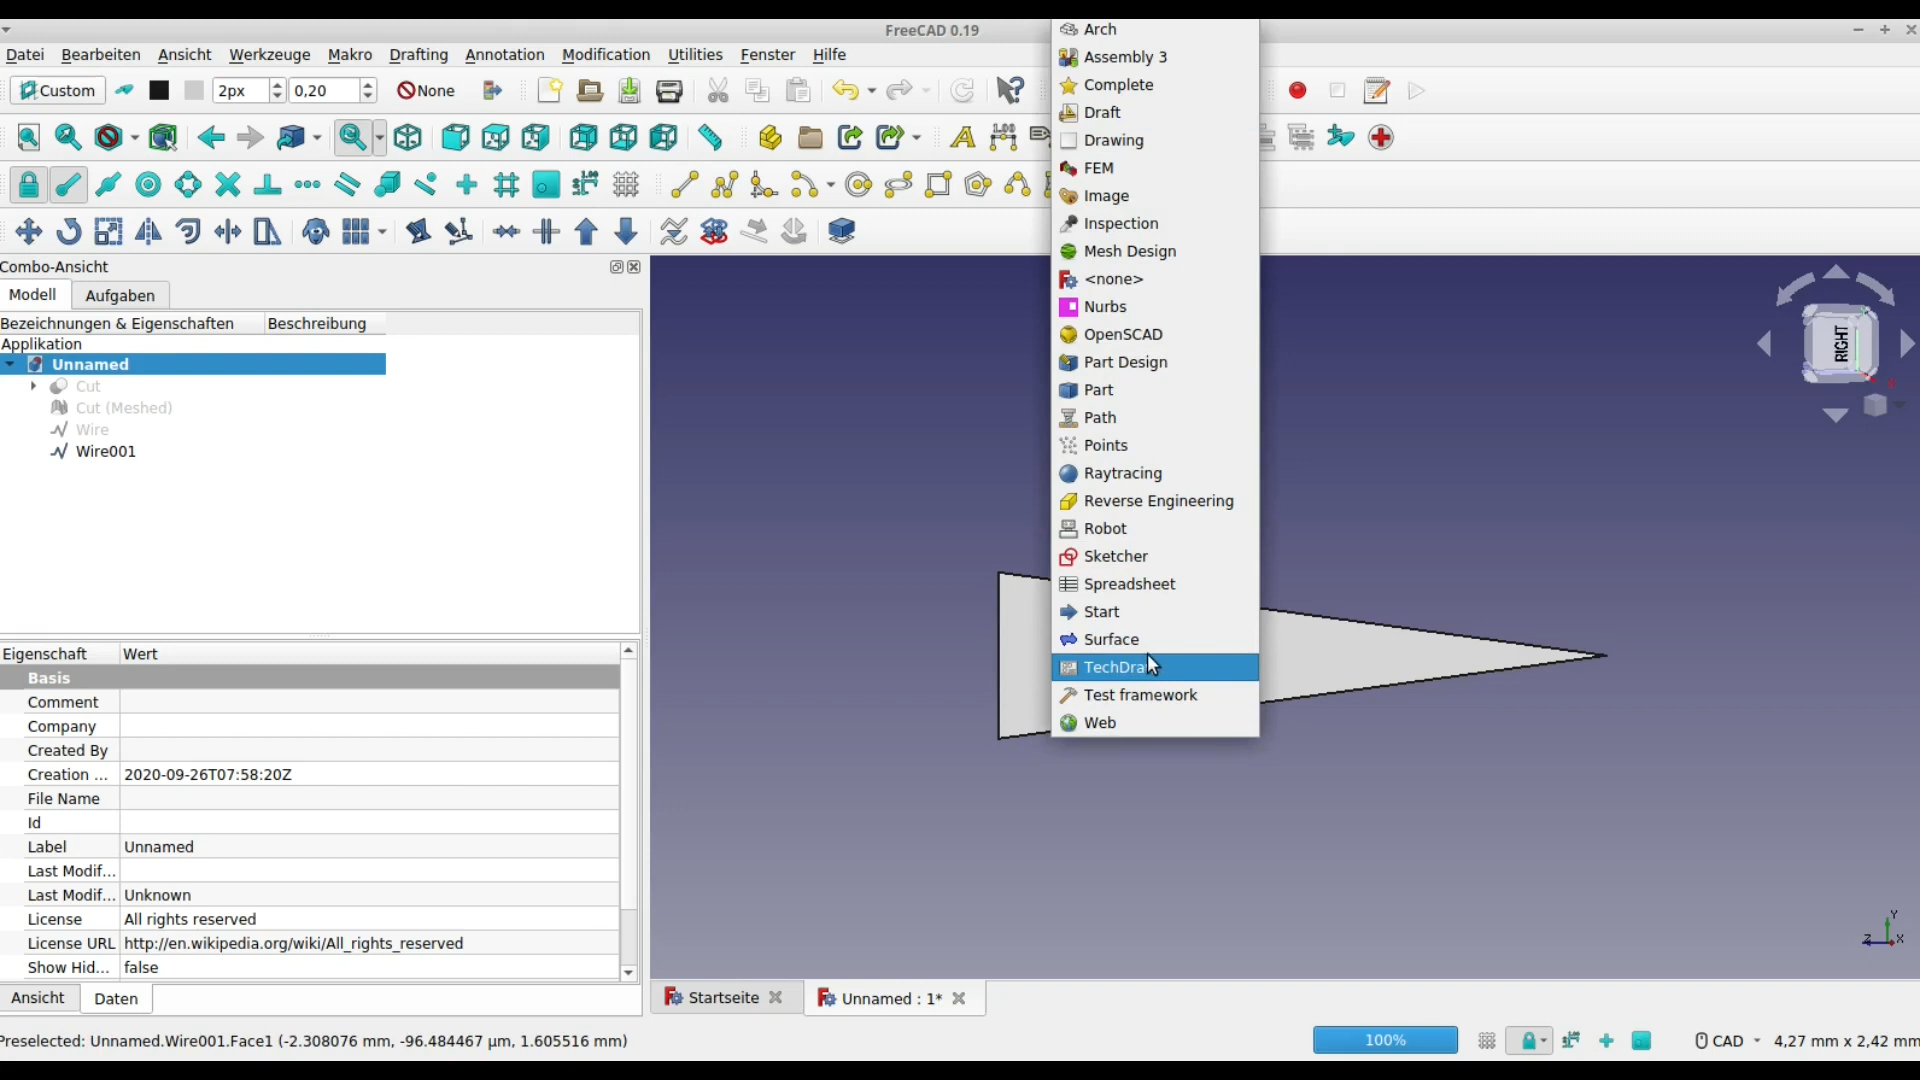 FreeCAD 0.19
Datei Bearbeiten Ansicht Werkzeuge Makro Drafting Annotation Modification Utilities Fenster Hilfe
Custom 2px 0,20 None
Arch
Assembly 3
Complete
Draft
Drawing
FEM
Image
Inspection
Mesh Design
<none>
Nurbs
OpenSCAD
Part Design
Part
Path
Points
Raytracing
Reverse Engineering
Robot
Sketcher
Spreadsheet
Start
Surface
TechDra
Test framework
Web
Combo-Ansicht
Modell Aufgaben
Bezeichnungen & Eigenschaften Beschreibung
Applikation
Unnamed
Cut
Cut (Meshed)
Wire
Wire001
Eigenschaft Wert
Basis
Comment
Company
Created By
Creation ... 2020-09-26T07:58:20Z
File Name
Id
Label Unnamed
Last Modif...
Last Modif... Unknown
License All rights reserved
License URL http://en.wikipedia.org/wiki/All_rights_reserved
Show Hid... false
Ansicht Daten
RIGHT
Y
Z X
Startseite Unnamed : 1*
Preselected: Unnamed.Wire001.Face1 (-2.308076 mm, -96.484467 µm, 1.605516 mm)
100% CAD 4,27 mm x 2,42 mm